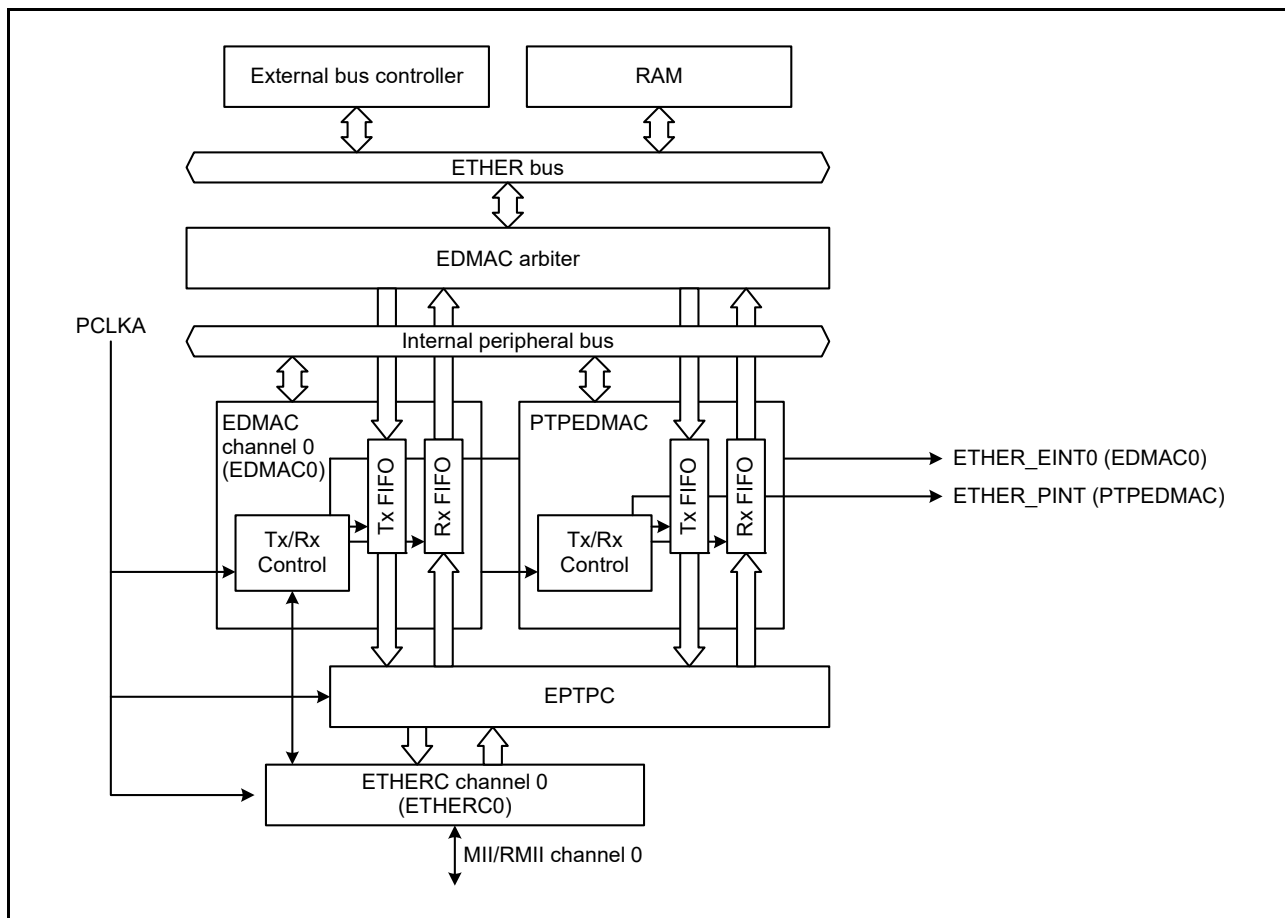 External bus controller
RAM
ETHER bus
EDMAC arbiter
PCLKA
Internal peripheral bus
EDMAC
channel 0
(EDMAC0)
Tx FIFO
Rx FIFO
Tx/Rx
Control
PTPEDMAC
Tx FIFO
Rx FIFO
Tx/Rx
Control
ETHER_EINT0 (EDMAC0)
ETHER_PINT (PTPEDMAC)
EPTPC
ETHERC channel 0
(ETHERC0)
MII/RMII channel 0